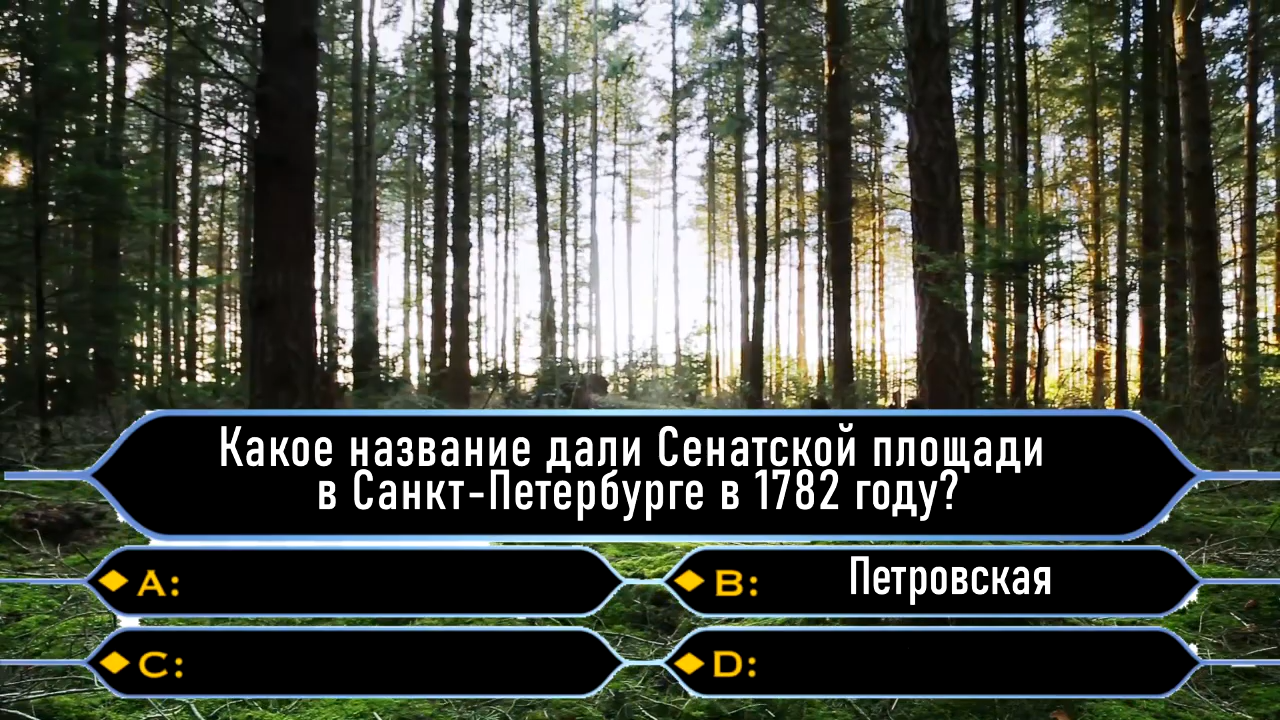 Какое название дали Сенатской площади
в Санкт-Петербурге в 1782 году?
A:
B: Петровская
C:
D: